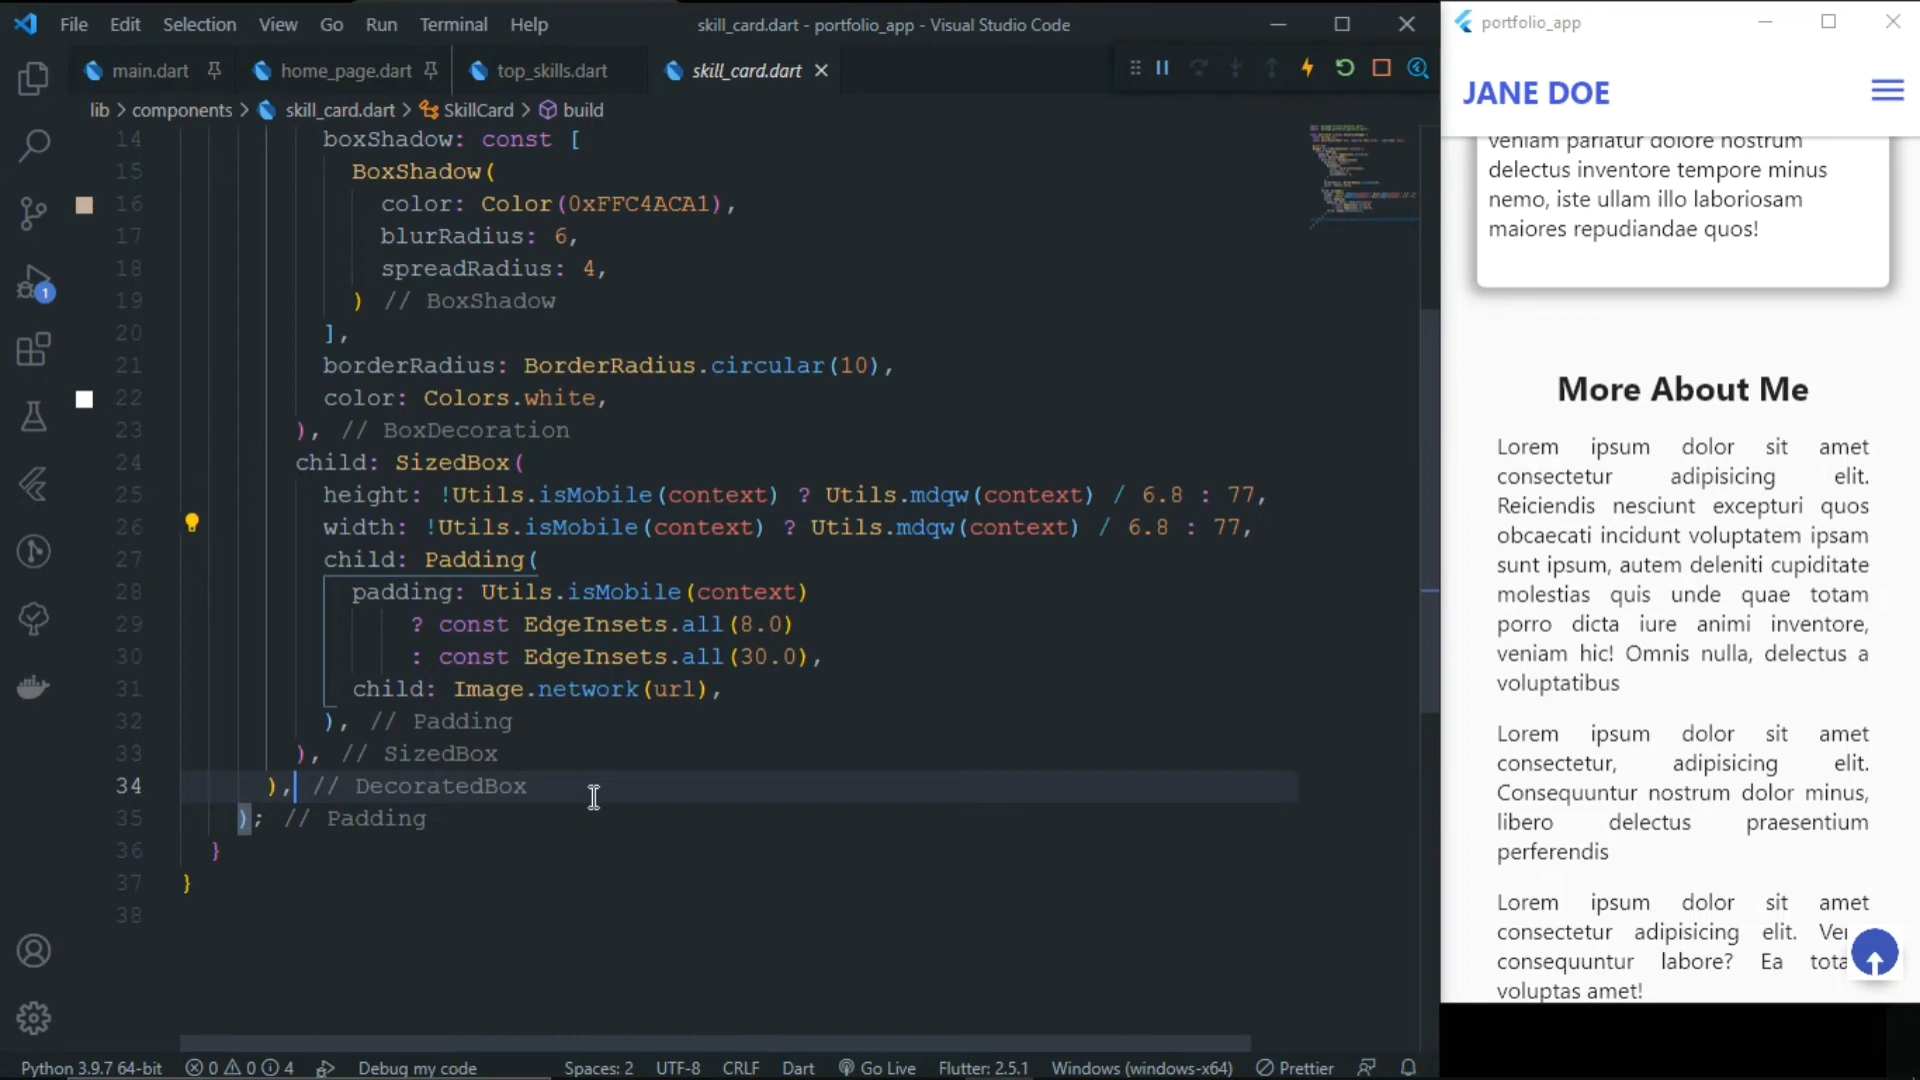 File Edit Selection View Go Run Terminal Help
skill_card.dart - portfolio_app - Visual Studio Code
main.dart
home_page.dart
top_skills.dart
skill_card.dart
lib > components > skill_card.dart > SkillCard > build
14 boxShadow: const [
15 BoxShadow(
16 color: Color(0xFFC4ACA1),
17 blurRadius: 6,
18 spreadRadius: 4,
19 ) // BoxShadow
20 ],
21 borderRadius: BorderRadius.circular(10),
22 color: Colors.white,
23 ), // BoxDecoration
24 child: SizedBox(
25 height: !Utils.isMobile(context) ? Utils.mdqw(context) / 6.8 : 77,
26 width: !Utils.isMobile(context) ? Utils.mdqw(context) / 6.8 : 77,
27 child: Padding(
28 padding: Utils.isMobile(context)
29 ? const EdgeInsets.all(8.0)
30 : const EdgeInsets.all(30.0),
31 child: Image.network(url),
32 ), // Padding
33 ), // SizedBox
34 ), // DecoratedBox
35 ); // Padding
36 }
37 }
38
1
Python 3.9.7 64-bit 0 0 4 Debug my code Spaces: 2 UTF-8 CRLF Dart Go Live Flutter: 2.5.1 Windows (windows-x64) Prettier
portfolio_app
JANE DOE
veniam pariatur dolore nostrum
delectus inventore tempore minus
nemo, iste ullam illo laboriosam
maiores repudiandae quos!
More About Me
Lorem ipsum dolor sit amet
consectetur adipisicing elit.
Reiciendis nesciunt excepturi quos
obcaecati incidunt voluptatem ipsam
sunt ipsum, autem deleniti cupiditate
molestias quis unde quae totam
porro dicta iure animi inventore,
veniam hic! Omnis nulla, delectus a
voluptatibus
Lorem ipsum dolor sit amet
consectetur, adipisicing elit.
Consequuntur nostrum dolor minus,
libero delectus praesentium
perferendis
Lorem ipsum dolor sit amet
consectetur adipisicing elit.
consequuntur labore? Ea
voluptas amet!